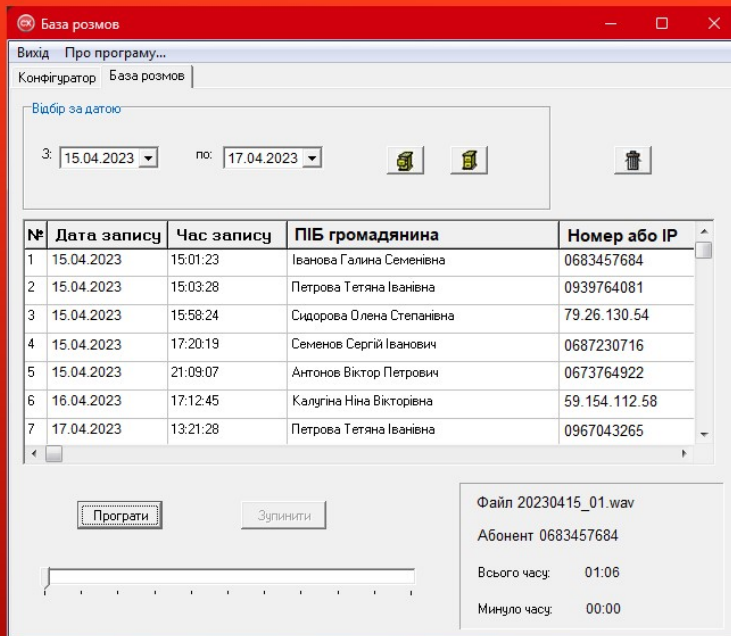 База розмов
Вихід Про програму...
Конфігуратор База розмов
Відбір за датою
З: 15.04.2023 по: 17.04.2023
№ Дата запису Час запису ПІБ громадянина Номер або IP
1 15.04.2023 15:01:23 Іванова Галина Семенівна 0683457684
2 15.04.2023 15:03:28 Петрова Тетяна Іванівна 0939764081
3 15.04.2023 15:58:24 Сидорова Олена Степанівна 79.26.130.54
4 15.04.2023 17:20:19 Семенов Сергій Іванович 0687230716
5 15.04.2023 21:09:07 Антонов Віктор Петрович 0673764922
6 16.04.2023 17:12:45 Калугіна Ніна Вікторівна 59.154.112.58
7 17.04.2023 13:21:28 Петрова Тетяна Іванівна 0967043265
Програти Зупинити
Файл 20230415_01.wav
Абонент 0683457684
Всього часу: 01:06
Минуло часу: 00:00